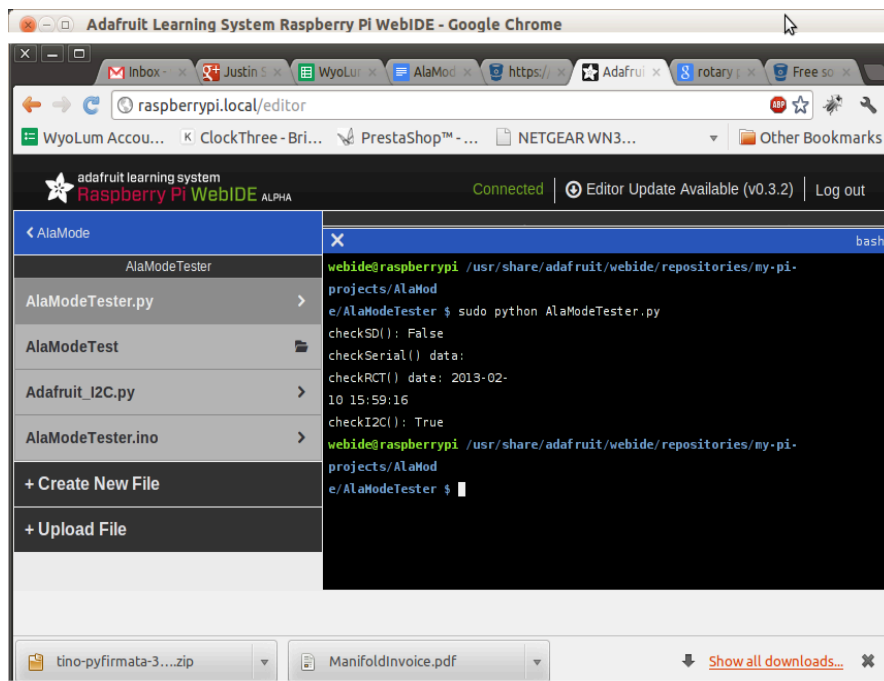 Adafruit Learning System Raspberry Pi WebIDE - Google Chrome
Inbox - Justin S WyoLur AlaMod https:/ Adafrui rotary Free so
raspberrypi.local/editor ABP
WyoLum Accou... K ClockThree - Bri... PrestaShop™ - ... NETGEAR WN3... Other Bookmarks
adafruit learning system
Raspberry Pi WebIDE ALPHA
Connected Editor Update Available (v0.3.2) Log out
AlaMode
bash
AlaModeTester
AlaModeTester.py
AlaModeTest
Adafruit_I2C.py
AlaModeTester.ino
+ Create New File
+ Upload File
webide@raspberrypi /usr/share/adafruit/webide/repositories/my-pi-
projects/AlaMod
e/AlaModeTester $ sudo python AlaModeTester.py
checkSD(): False
checkSerial() data:
checkRCT() date: 2013-02-
10 15:59:16
checkI2C(): True
webide@raspberrypi /usr/share/adafruit/webide/repositories/my-pi-
projects/AlaMod
e/AlaModeTester $
tino-pyfirmata-3....zip ManifoldInvoice.pdf Show all downloads...